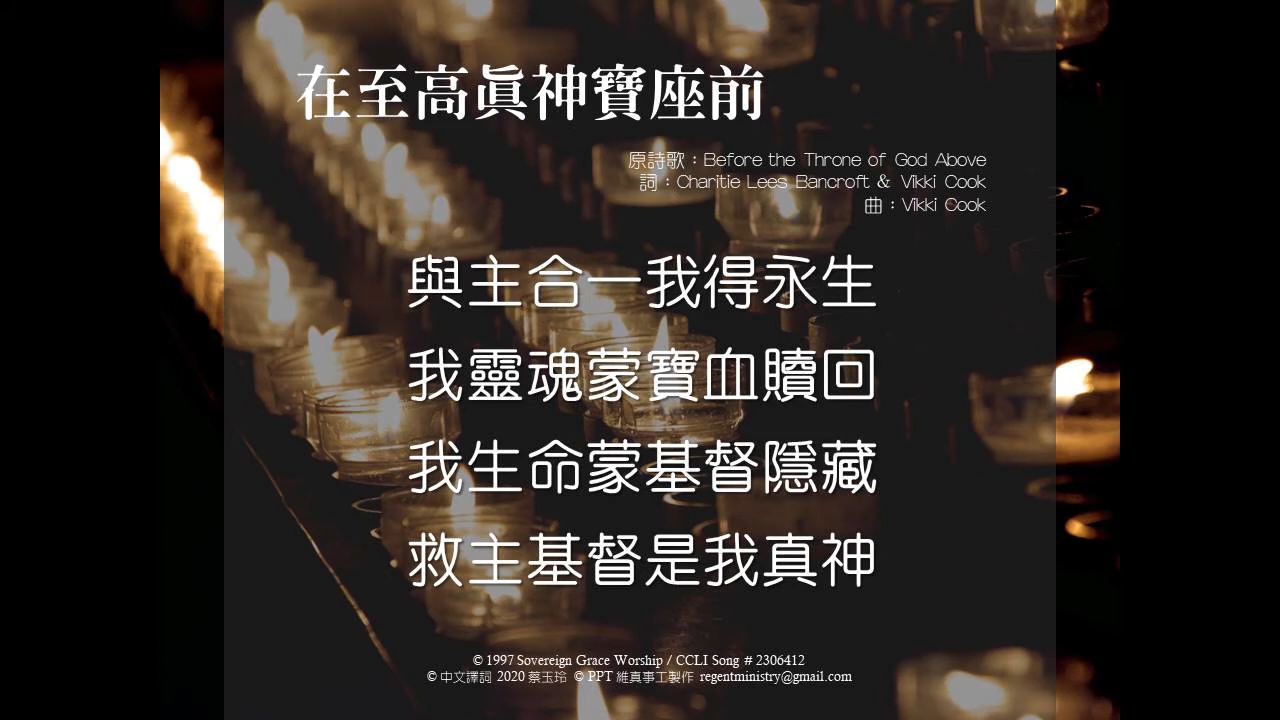 在至高眞神寶座前
原詩歌：Before the Throne of God Above
詞：Charitie Lees Bancroft & Vikki Cook
曲：Vikki Cook
與主合一我得永生
我靈魂蒙寶血贖回
我生命蒙基督隱藏
救主基督是我真神
© 1997 Sovereign Grace Worship / CCLI Song # 2306412
© 中文譯詞 2020 蔡玉玲 © PPT 維真事工製作 regentministry@gmail.com